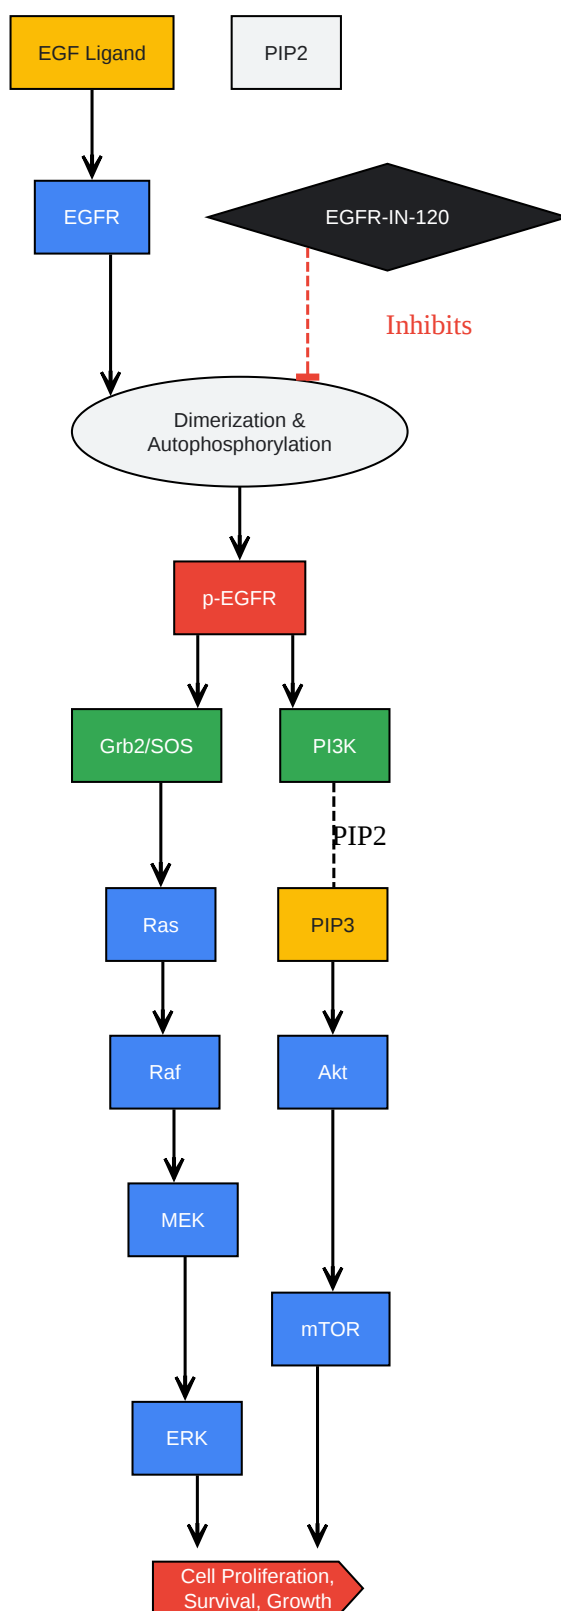 EGF Ligand
PIP2
EGFR
EGFR-IN-120
Inhibits
Dimerization &
Autophosphorylation
p-EGFR
Grb2/SOS
PI3K
PIP2
Ras
PIP3
Raf
Akt
MEK
mTOR
ERK
Cell Proliferation,
Survival, Growth